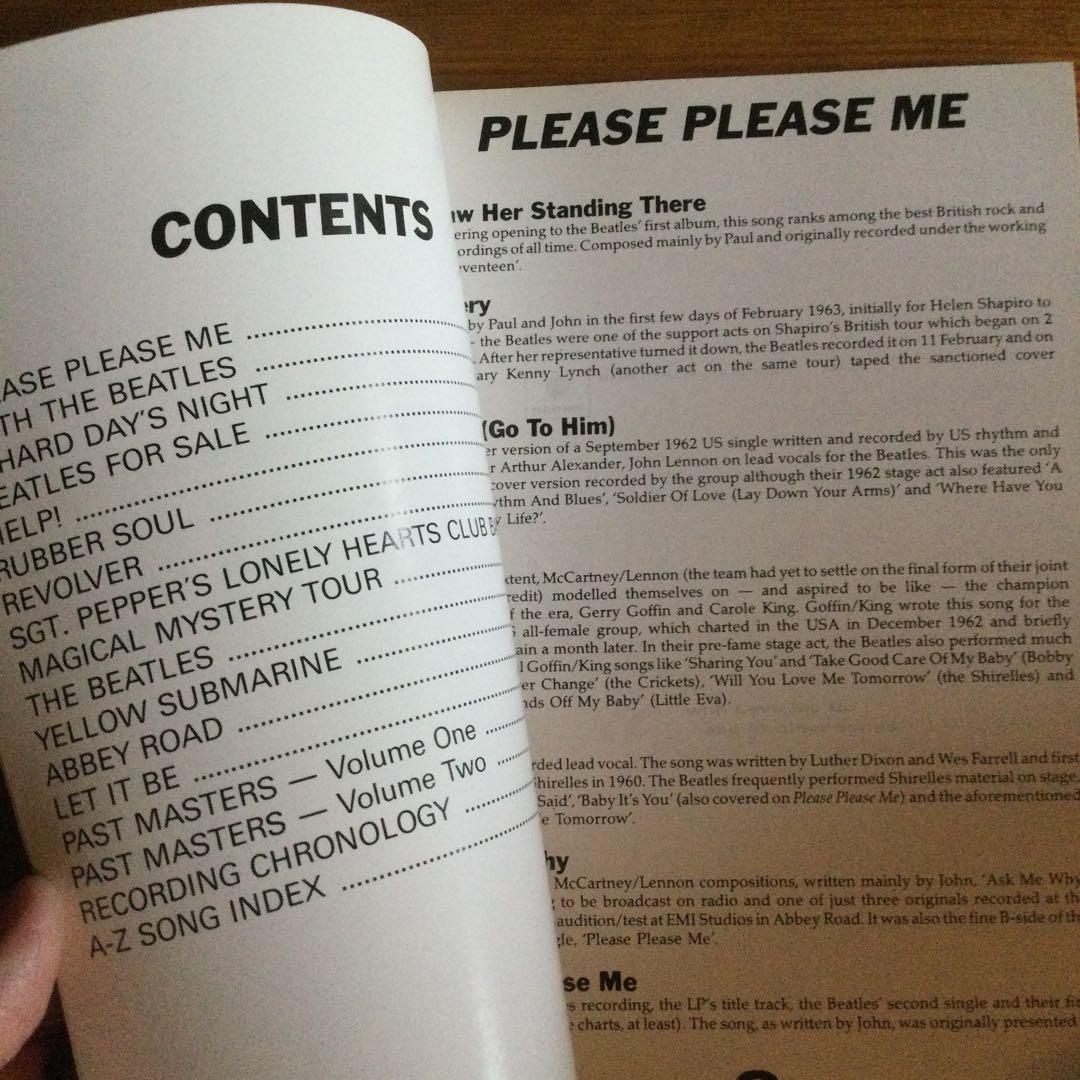 CONTENTS
EASE PLEASE ME
TH THE BEATLES
HARD DAY'S NIGHT
EATLES FOR SALE
HELP!
RUBBER SOUL
REVOLVER
SGT. PEPPER'S LONELY HEARTS CLUB B
MAGICAL MYSTERY TOUR
THE BEATLES
YELLOW SUBMARINE
ABBEY ROAD
LET IT BE
PAST MASTERS — Volume One
PAST MASTERS — Volume Two
RECORDING CHRONOLOGY
A-Z SONG INDEX
PLEASE PLEASE ME
aw Her Standing There
ering opening to the Beatles' first album, this song ranks among the best British rock and
ordings of all time. Composed mainly by Paul and originally recorded under the working
eventeen'.
ery
by Paul and John in the first few days of February 1963, initially for Helen Shapiro to
- the Beatles were one of the support acts on Shapiro's British tour which began on 2
. After her representative turned it down, the Beatles recorded it on 11 February and on
ary Kenny Lynch (another act on the same tour) taped the sanctioned cover
(Go To Him)
er version of a September 1962 US single written and recorded by US rhythm and
r Arthur Alexander, John Lennon on lead vocals for the Beatles. This was the only
cover version recorded by the group although their 1962 stage act also featured 'A
ythm And Blues', 'Soldier Of Love (Lay Down Your Arms)' and 'Where Have You
y Life?'.
xtent, McCartney/Lennon (the team had yet to settle on the final form of their joint
redit) modelled themselves on — and aspired to be like — the champion
f the era, Gerry Goffin and Carole King. Goffin/King wrote this song for the
all-female group, which charted in the USA in December 1962 and briefly
ain a month later. In their pre-fame stage act, the Beatles also performed much
l Goffin/King songs like 'Sharing You' and 'Take Good Care Of My Baby' (Bobby
er Change' (the Crickets), 'Will You Love Me Tomorrow' (the Shirelles) and
nds Off My Baby' (Little Eva).
rded lead vocal. The song was written by Luther Dixon and Wes Farrell and first
Shirelles in 1960. The Beatles frequently performed Shirelles material on stage,
Said', 'Baby It's You' (also covered on Please Please Me) and the aforementioned
e Tomorrow'.
hy
McCartney/Lennon compositions, written mainly by John, 'Ask Me Why
to be broadcast on radio and one of just three originals recorded at th
audition/test at EMI Studios in Abbey Road. It was also the fine B-side of th
gle, 'Please Please Me'.
se Me
s recording, the LP's title track, the Beatles' second single and their fir
charts, at least). The song, as written by John, was originally presented